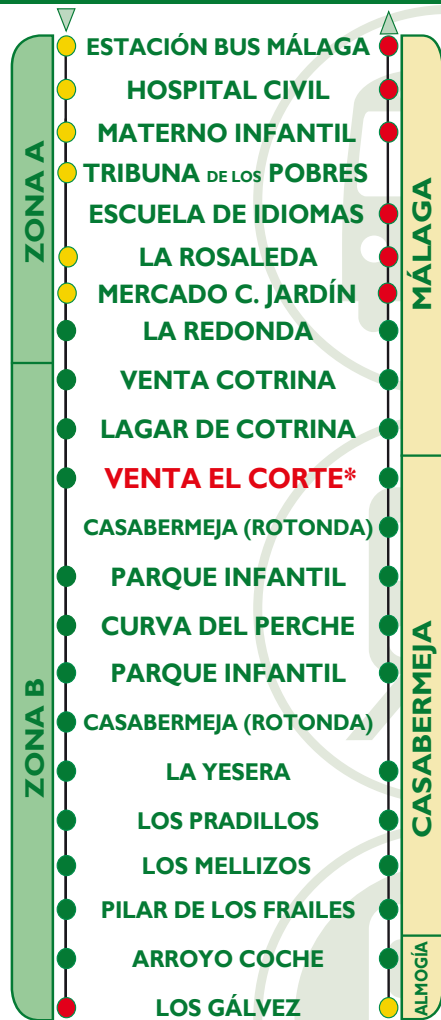 ZONA A
ZONA B
ESTACIÓN BUS MÁLAGA
HOSPITAL CIVIL
MATERNO INFANTIL
TRIBUNA DE LOS POBRES
ESCUELA DE IDIOMAS
LA ROSALEDA
MERCADO C. JARDÍN
LA REDONDA
VENTA COTRINA
LAGAR DE COTRINA
VENTA EL CORTE*
CASABERMEJA (ROTONDA)
PARQUE INFANTIL
CURVA DEL PERCHE
PARQUE INFANTIL
CASABERMEJA (ROTONDA)
LA YESERA
LOS PRADILLOS
LOS MELLIZOS
PILAR DE LOS FRAILES
ARROYO COCHE
LOS GÁLVEZ
MÁLAGA
CASABERMEJA
ALMOGÍA